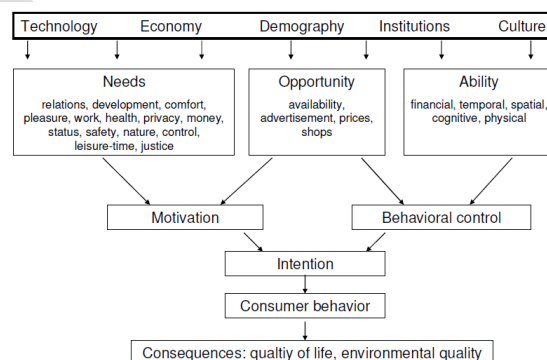 Technology Economy Demography Institutions Culture
Needs
relations, development, comfort,
pleasure, work, health, privacy, money,
status, safety, nature, control,
leisure-time, justice
Opportunity
availability,
advertisement, prices,
shops
Ability
financial, temporal, spatial,
cognitive, physical
Motivation
Behavioral control
Intention
Consumer behavior
Consequences: qualtiy of life, environmental quality